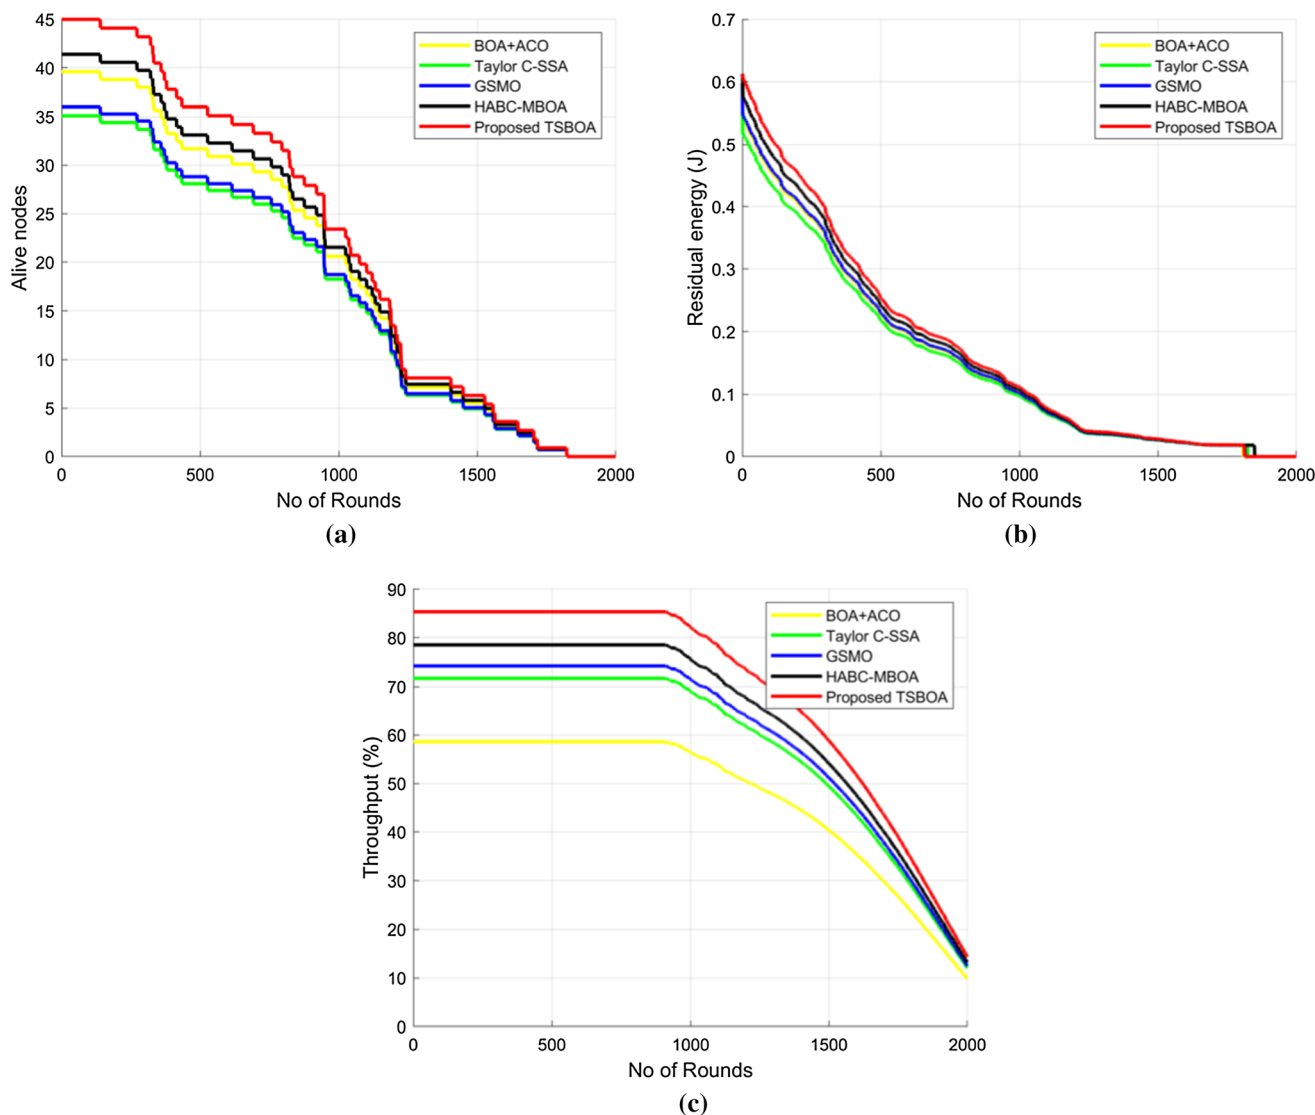 45
40
35
30
25
20
15
10
5
0
Alive nodes
BOA+ACO
Taylor C-SSA
GSMO
HABC-MBOA
Proposed TSBOA
0 500 1000 1500 2000
No of Rounds
(a)
0.7
0.6
0.5
0.4
0.3
0.2
0.1
0
Residual energy (J)
BOA+ACO
Taylor C-SSA
GSMO
HABC-MBOA
Proposed TSBOA
0 500 1000 1500 2000
No of Rounds
(b)
90
80
70
60
50
40
30
20
10
0
Throughput (%)
BOA+ACO
Taylor C-SSA
GSMO
HABC-MBOA
Proposed TSBOA
0 500 1000 1500 2000
No of Rounds
(c)